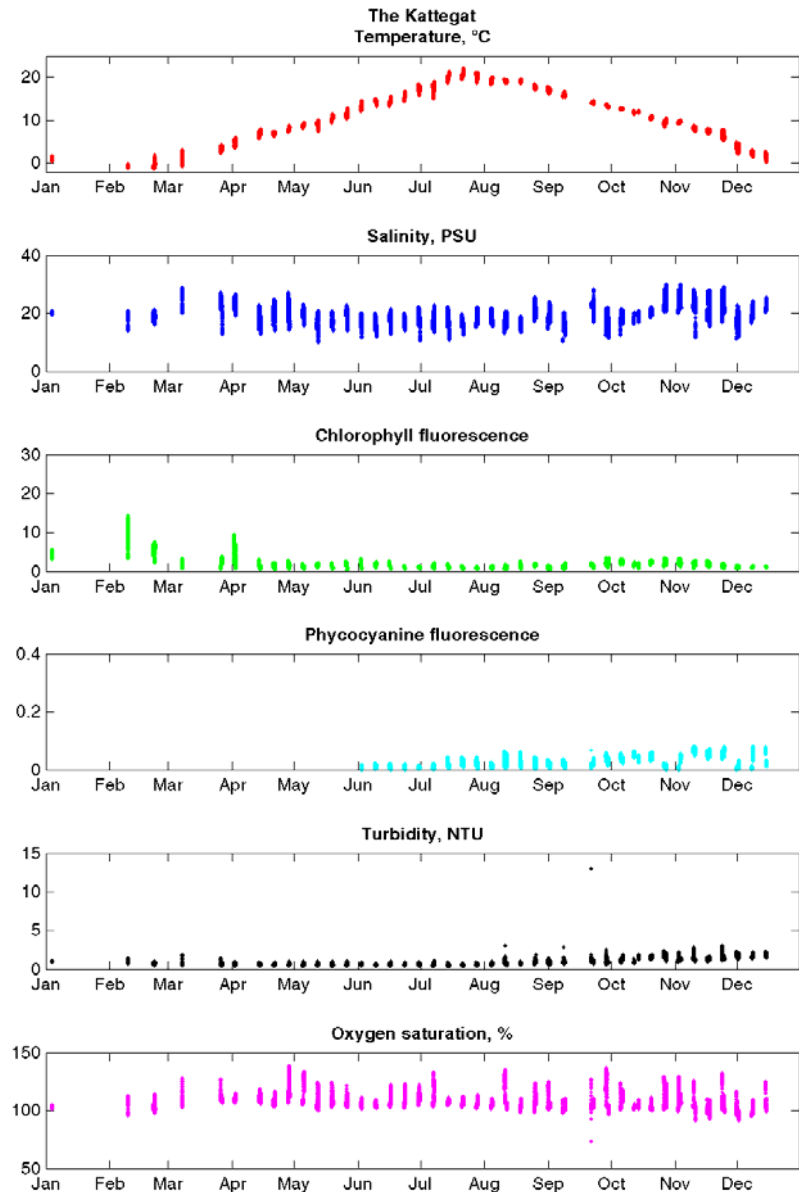 The Kattegat
Temperature, °C
20
10
0
Jan Feb Mar Apr May Jun Jul Aug Sep Oct Nov Dec
Salinity, PSU
40
20
0
Jan Feb Mar Apr May Jun Jul Aug Sep Oct Nov Dec
Chlorophyll fluorescence
30
20
10
0
Jan Feb Mar Apr May Jun Jul Aug Sep Oct Nov Dec
Phycocyanine fluorescence
0.4
0.2
0
Jan Feb Mar Apr May Jun Jul Aug Sep Oct Nov Dec
Turbidity, NTU
15
10
5
0
Jan Feb Mar Apr May Jun Jul Aug Sep Oct Nov Dec
Oxygen saturation, %
150
100
50
Jan Feb Mar Apr May Jun Jul Aug Sep Oct Nov Dec